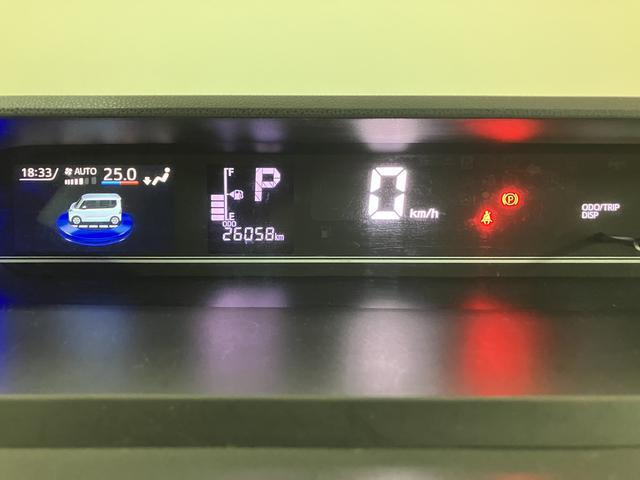 18:33 AUTO 25.0
F
P
E
ODO
26058km
0 km/h
P
ODO/TRIP
DISP